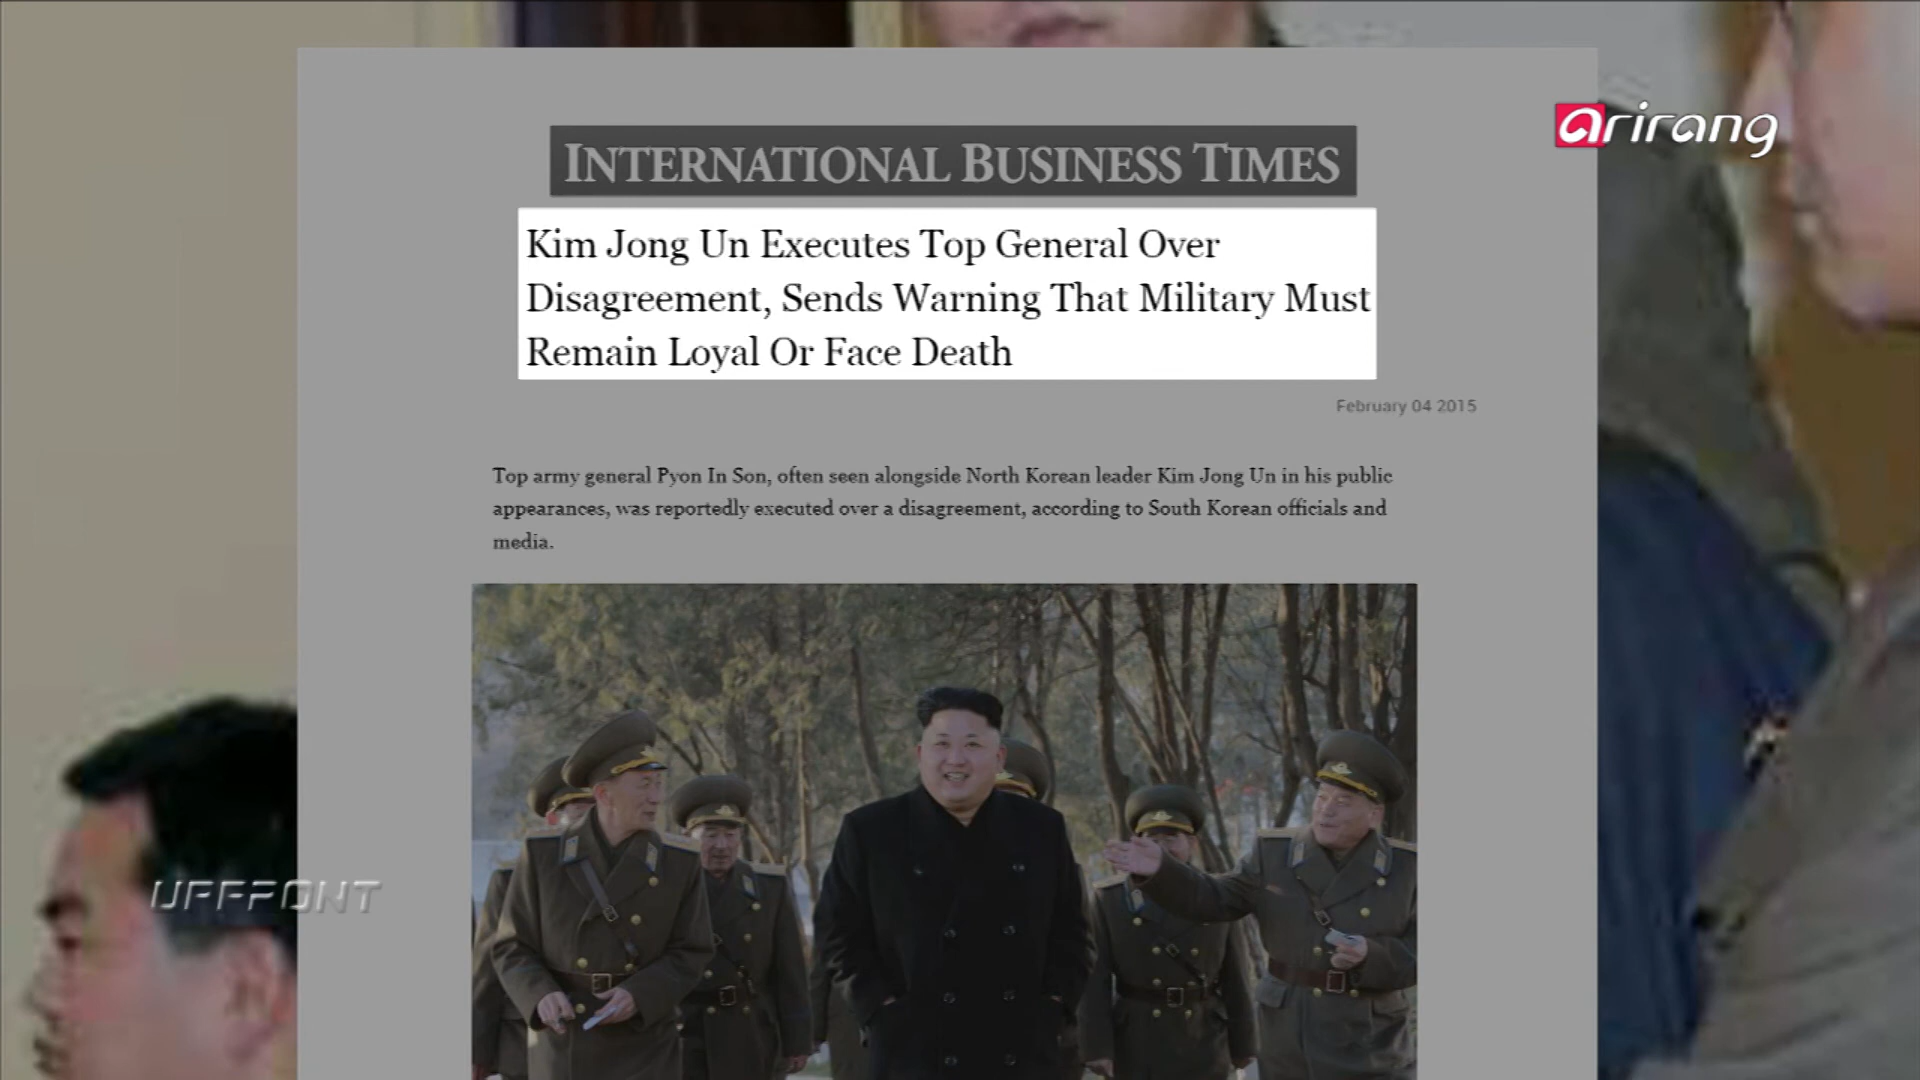 arirang
INTERNATIONAL BUSINESS TIMES
Kim Jong Un Executes Top General Over
Disagreement, Sends Warning That Military Must
Remain Loyal Or Face Death
February 04 2015
Top army general Pyon In Son, often seen alongside North Korean leader Kim Jong Un in his public
appearances, was reportedly executed over a disagreement, according to South Korean officials and
media.